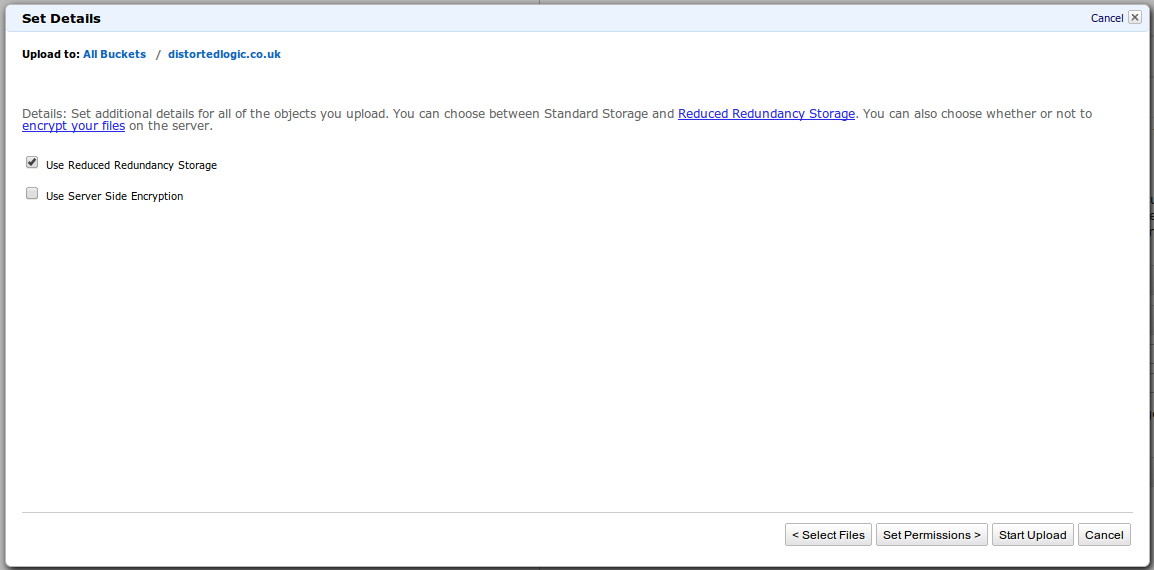 Set Details
Cancel
Upload to: All Buckets / distortedlogic.co.uk
Details: Set additional details for all of the objects you upload. You can choose between Standard Storage and Reduced Redundancy Storage. You can also choose whether or not to
encrypt your files on the server.
Use Reduced Redundancy Storage
Use Server Side Encryption
< Select Files Set Permissions > Start Upload Cancel